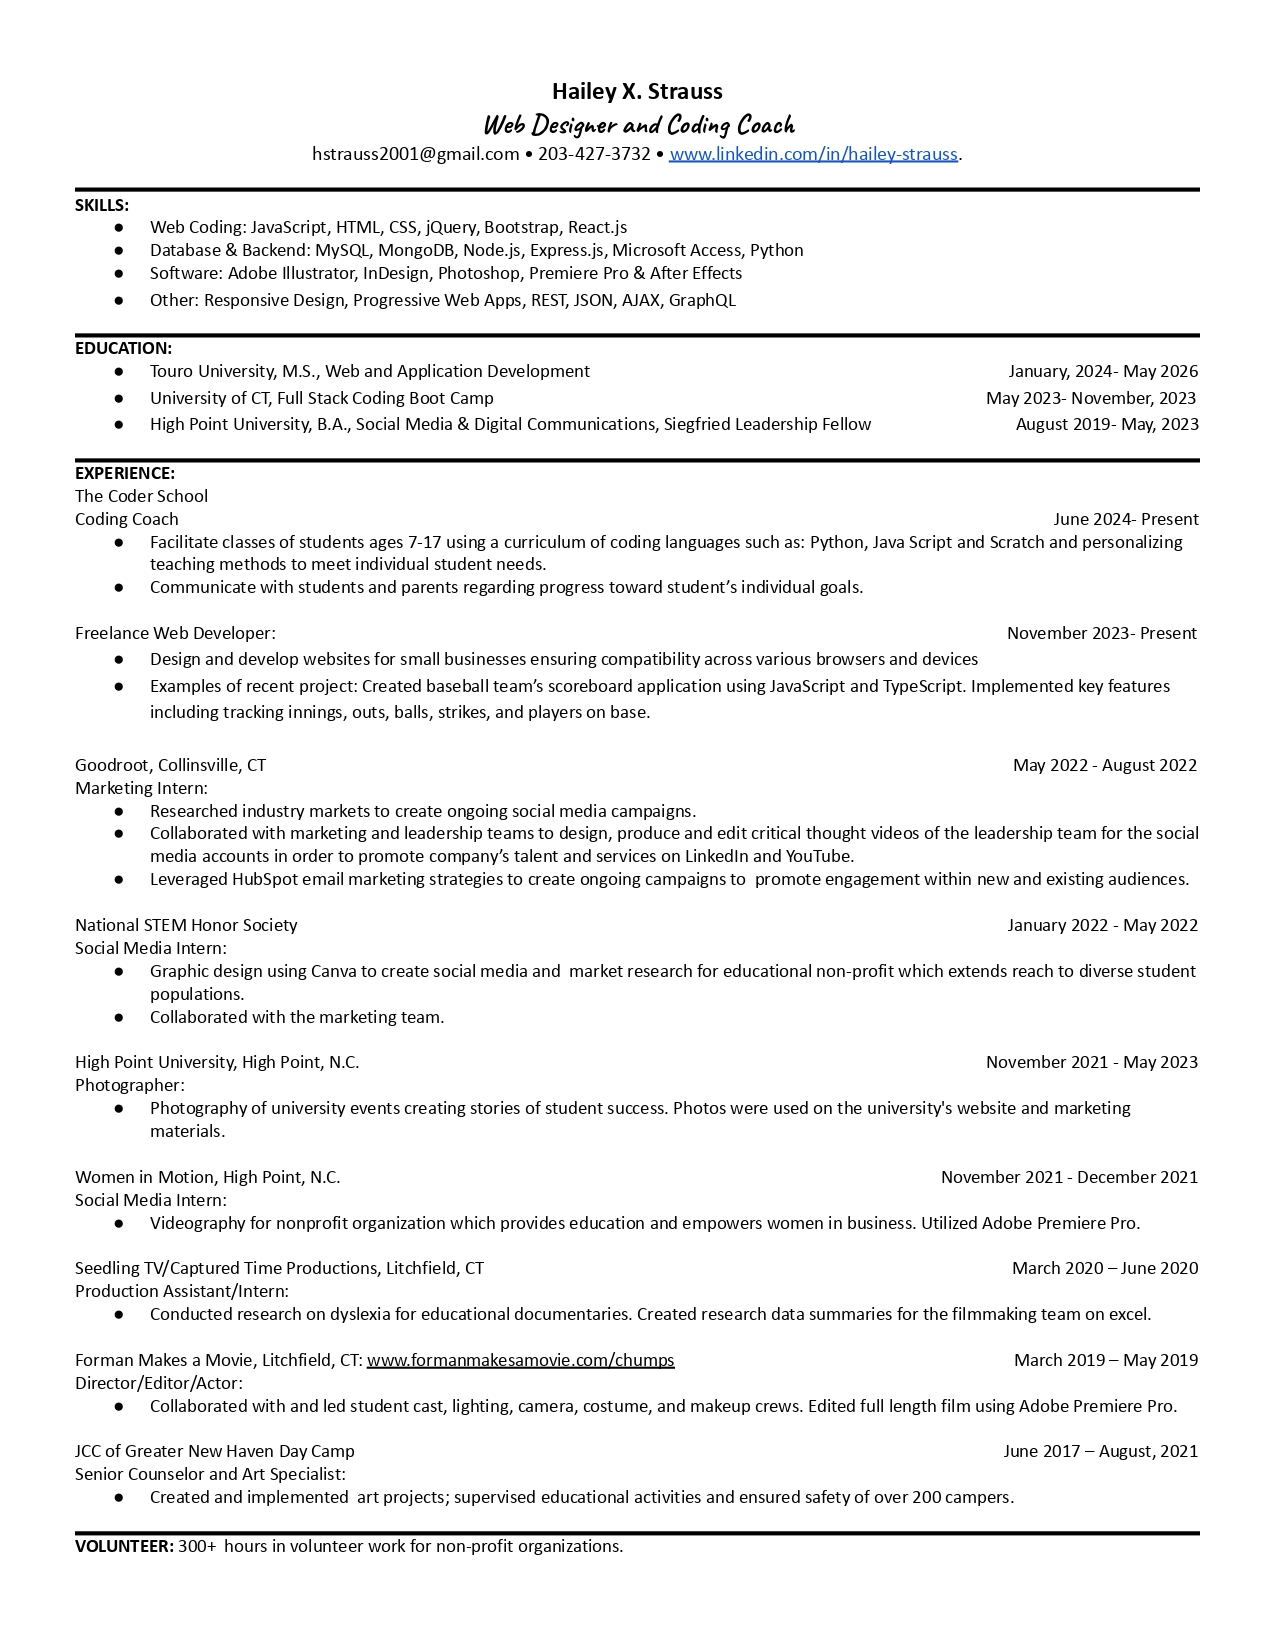 Hailey X. Strauss
Web Designer and Coding Coach
hstrauss2001@gmail.com • 203-427-3732 • www.linkedin.com/in/hailey-strauss.
SKILLS:
● Web Coding: JavaScript, HTML, CSS, jQuery, Bootstrap, React.js
● Database & Backend: MySQL, MongoDB, Node.js, Express.js, Microsoft Access, Python
● Software: Adobe Illustrator, InDesign, Photoshop, Premiere Pro & After Effects
● Other: Responsive Design, Progressive Web Apps, REST, JSON, AJAX, GraphQL
EDUCATION:
● Touro University, M.S., Web and Application Development January, 2024- May 2026
● University of CT, Full Stack Coding Boot Camp May 2023- November, 2023
● High Point University, B.A., Social Media & Digital Communications, Siegfried Leadership Fellow August 2019- May, 2023
EXPERIENCE:
The Coder School
Coding Coach June 2024- Present
● Facilitate classes of students ages 7-17 using a curriculum of coding languages such as: Python, Java Script and Scratch and personalizing
teaching methods to meet individual student needs.
● Communicate with students and parents regarding progress toward student’s individual goals.
Freelance Web Developer: November 2023- Present
● Design and develop websites for small businesses ensuring compatibility across various browsers and devices
● Examples of recent project: Created baseball team’s scoreboard application using JavaScript and TypeScript. Implemented key features
including tracking innings, outs, balls, strikes, and players on base.
Goodroot, Collinsville, CT May 2022 - August 2022
Marketing Intern:
● Researched industry markets to create ongoing social media campaigns.
● Collaborated with marketing and leadership teams to design, produce and edit critical thought videos of the leadership team for the social
media accounts in order to promote company’s talent and services on LinkedIn and YouTube.
● Leveraged HubSpot email marketing strategies to create ongoing campaigns to  promote engagement within new and existing audiences.
National STEM Honor Society January 2022 - May 2022
Social Media Intern:
● Graphic design using Canva to create social media and  market research for educational non-profit which extends reach to diverse student
populations.
● Collaborated with the marketing team.
High Point University, High Point, N.C. November 2021 - May 2023
Photographer:
● Photography of university events creating stories of student success. Photos were used on the university's website and marketing
materials.
Women in Motion, High Point, N.C. November 2021 - December 2021
Social Media Intern:
● Videography for nonprofit organization which provides education and empowers women in business. Utilized Adobe Premiere Pro.
Seedling TV/Captured Time Productions, Litchfield, CT March 2020 – June 2020
Production Assistant/Intern:
● Conducted research on dyslexia for educational documentaries. Created research data summaries for the filmmaking team on excel.
Forman Makes a Movie, Litchfield, CT: www.formanmakesamovie.com/chumps March 2019 – May 2019
Director/Editor/Actor:
● Collaborated with and led student cast, lighting, camera, costume, and makeup crews. Edited full length film using Adobe Premiere Pro.
JCC of Greater New Haven Day Camp June 2017 – August, 2021
Senior Counselor and Art Specialist:
● Created and implemented  art projects; supervised educational activities and ensured safety of over 200 campers.
VOLUNTEER: 300+  hours in volunteer work for non-profit organizations.